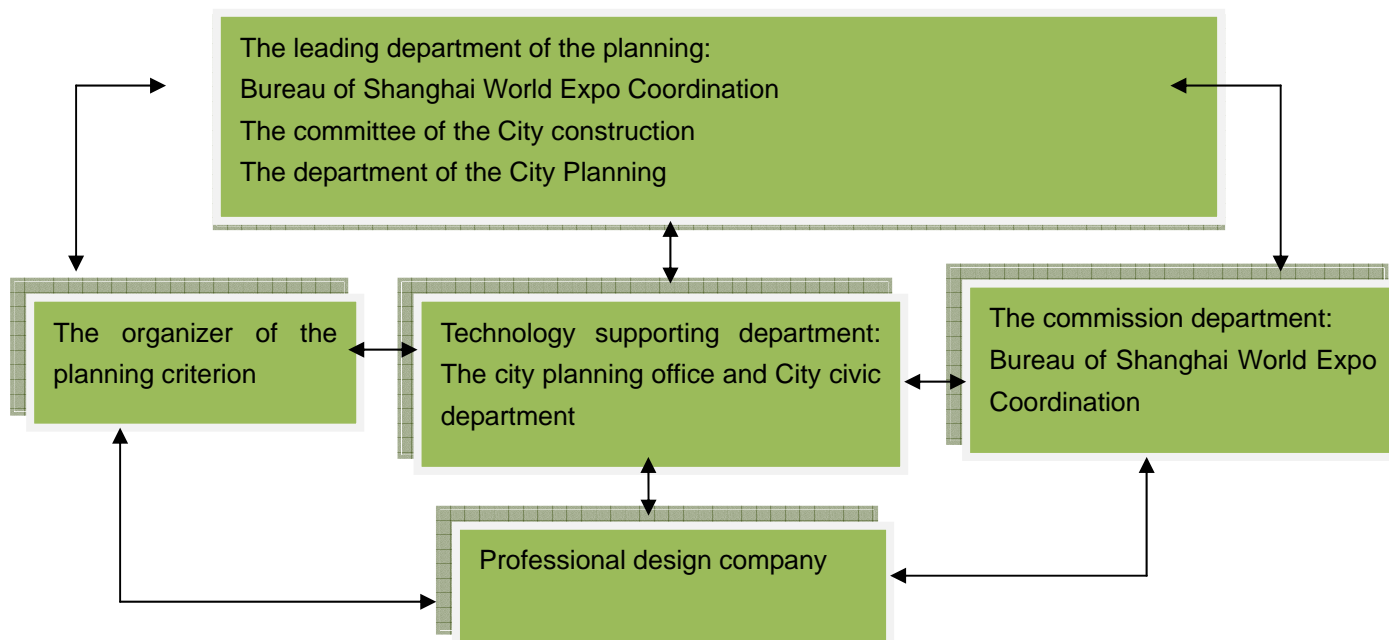 The leading department of the planning:
Bureau of Shanghai World Expo Coordination
The committee of the City construction
The department of the City Planning
The organizer of the
planning criterion
Technology supporting department:
The city planning office and City civic
department
The commission department:
Bureau of Shanghai World Expo
Coordination
Professional design company